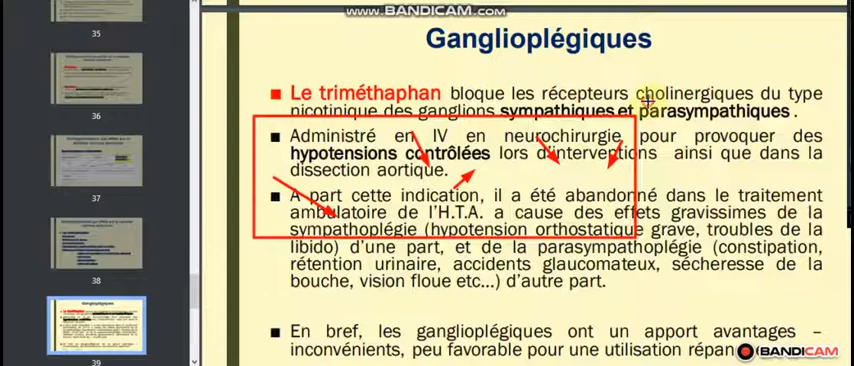 WWW.BANDICAM.COM
Ganglioplégiques
Le triméthaphan bloque les récepteurs cholinergiques du type
nicotinique des ganglions sympathiques et parasympathiques .
Administré en IV en neurochirurgie pour provoquer des
hypotensions contrôlées lors d'interventions ainsi que dans la
dissection aortique.
A part cette indication, il a été abandonné dans le traitement
ambulatoire de l'H.T.A. a cause des effets gravissimes de la
sympathoplégie (hypotension orthostatique grave, troubles de la
libido) d'une part, et de la parasympathoplégie (constipation,
rétention urinaire, accidents glaucomateux, sécheresse de la
bouche, vision floue etc...) d'autre part.
En bref, les ganglioplégiques ont un apport avantages –
inconvénients, peu favorable pour une utilisation
BANDICAM
35
36
37
38
Ganglioplégiques
39